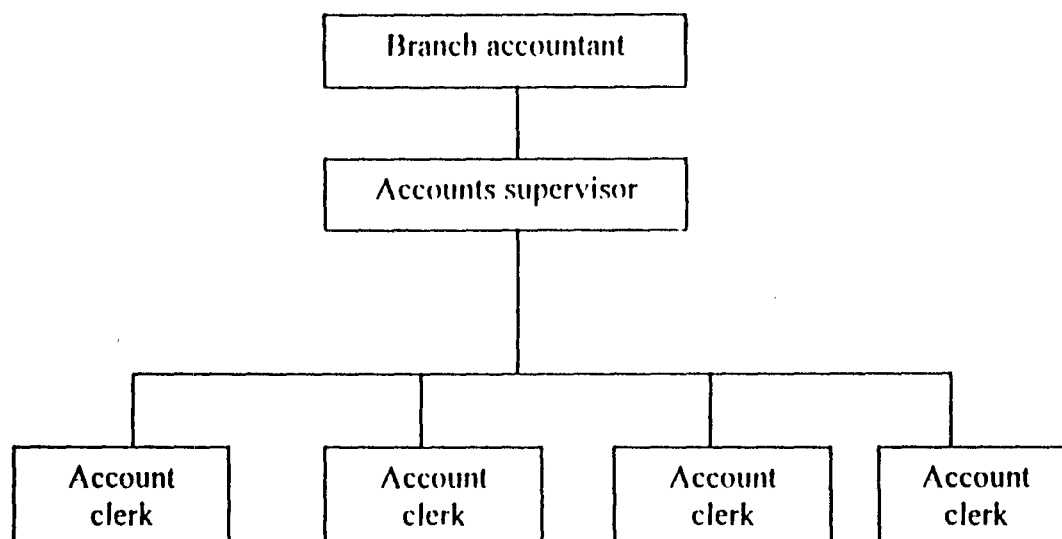 Branch accountant
Accounts supervisor
Account
clerk
Account
clerk
Account
clerk
Account
clerk